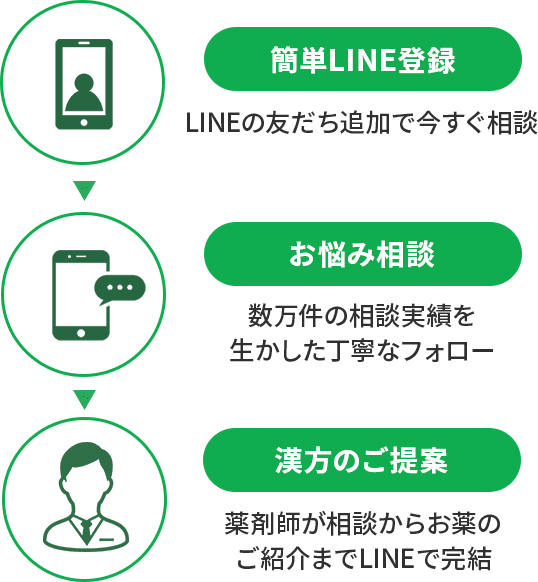 簡単LINE登録
LINEの友だち追加で今すぐ相談
お悩み相談
数万件の相談実績を
生かした丁寧なフォロー
漢方のご提案
薬剤師が相談からお薬の
ご紹介までLINEで完結